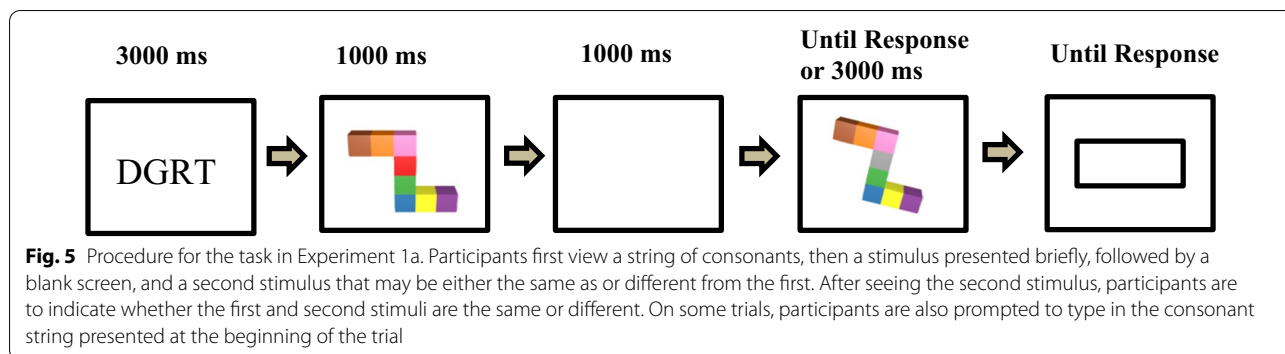 3000 ms
1000 ms
1000 ms
Until Response
or 3000 ms
Until Response
DGRT
Fig. 5 Procedure for the task in Experiment 1a. Participants first view a string of consonants, then a stimulus presented briefly, followed by a
blank screen, and a second stimulus that may be either the same as or different from the first. After seeing the second stimulus, participants are
to indicate whether the first and second stimuli are the same or different. On some trials, participants are also prompted to type in the consonant
string presented at the beginning of the trial